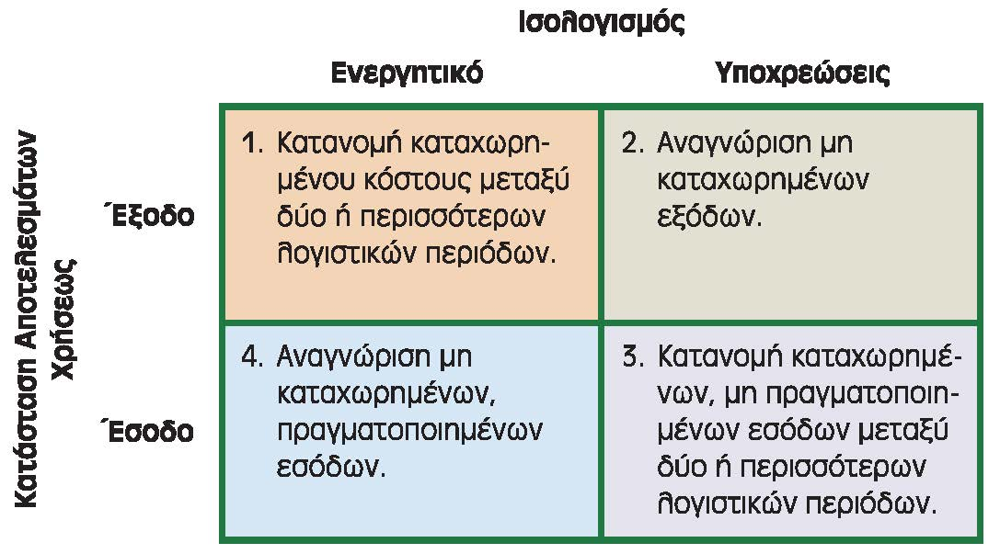 Ισολογισμός
Ενεργητικό
Υποχρεώσεις
Κατάσταση Αποτελεσμάτων
Χρήσεως
Έξοδο
1. Κατανομή καταχωρη-
μένου κόστους μεταξύ
δύο ή περισσότερων
λογιστικών περιόδων.
2. Αναγνώριση μη
καταχωρημένων
εξόδων.
Έσοδο
4. Αναγνώριση μη
καταχωρημένων,
πραγματοποιημένων
εσόδων.
3. Κατανομή καταχωρημέ-
νων, μη πραγματοποιη-
μένων εσόδων μεταξύ
δύο ή περισσότερων
λογιστικών περιόδων.